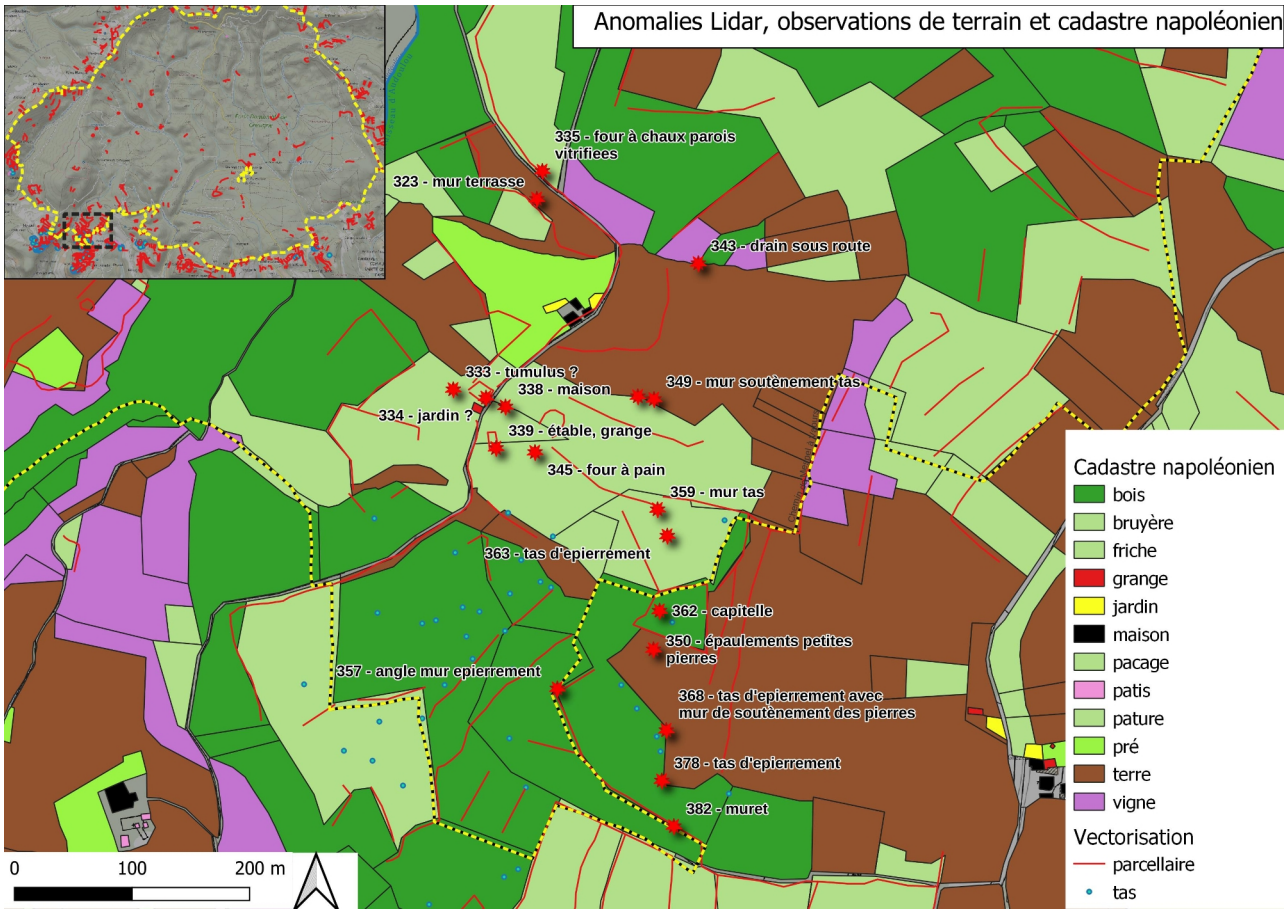 Anomalies Lidar, observations de terrain et cadastre napoléonien
335 - four à chaux parois
vitrifiees
323 - mur terrasse
343 - drain sous route
333 - tumulus ?
338 - maison
349 - mur soutènement tas
334 - jardin ?
339 - étable, grange
345 - four à pain
359 - mur tas
363 - tas d'epierrement
362 - capitelle
350 - épaulements petites
pierres
357 - angle mur epierrement
368 - tas d'epierrement avec
mur de soutènement des pierres
378 - tas d'epierrement
382 - muret
Cadastre napoléonien
bois
bruyère
friche
grange
jardin
maison
pacage
patis
pature
pré
terre
vigne
Vectorisation
parcellaire
tas
0 100 200 m